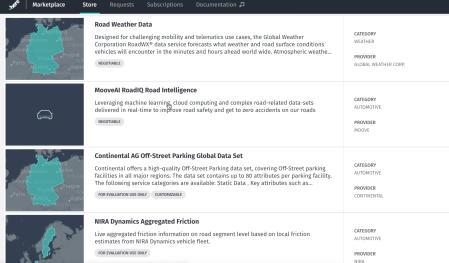 Marketplace Store Requests Subscriptions Documentation
Road Weather Data
Designed for challenging mobility and telematics use cases, the Global Weather
Corporation RoadWX® data service forecasts what weather and road surface conditions
vehicles will encounter in the minutes and hours ahead world wide. Atmospheric weathe...
NEGOTIABLE
CATEGORY
WEATHER
PROVIDER
GLOBAL WEATHER CORP.
MooveAI RoadIQ Road Intelligence
Leveraging machine learning, cloud computing and complex road-related data-sets
delivered in real-time to improve road safety and get to zero accidents on our roads
NEGOTIABLE
CATEGORY
AUTOMOTIVE
PROVIDER
MOOVE
Continental AG Off-Street Parking Global Data Set
Continental offers a high-quality Off-Street Parking data set, covering Off-Street parking
facilities in all major regions. The data set contains up to 80 attributes per parking facility.
The following service categories are available: Static Data . Key attributes such as...
FOR EVALUATION USE ONLY CUSTOMIZABLE
CATEGORY
AUTOMOTIVE
PROVIDER
CONTINENTAL
NIRA Dynamics Aggregated Friction
Live aggregated friction information on road segment level based on local friction
estimates from NIRA Dynamics vehicle fleet.
FOR EVALUATION USE ONLY
CATEGORY
AUTOMOTIVE
PROVIDER
NIRA